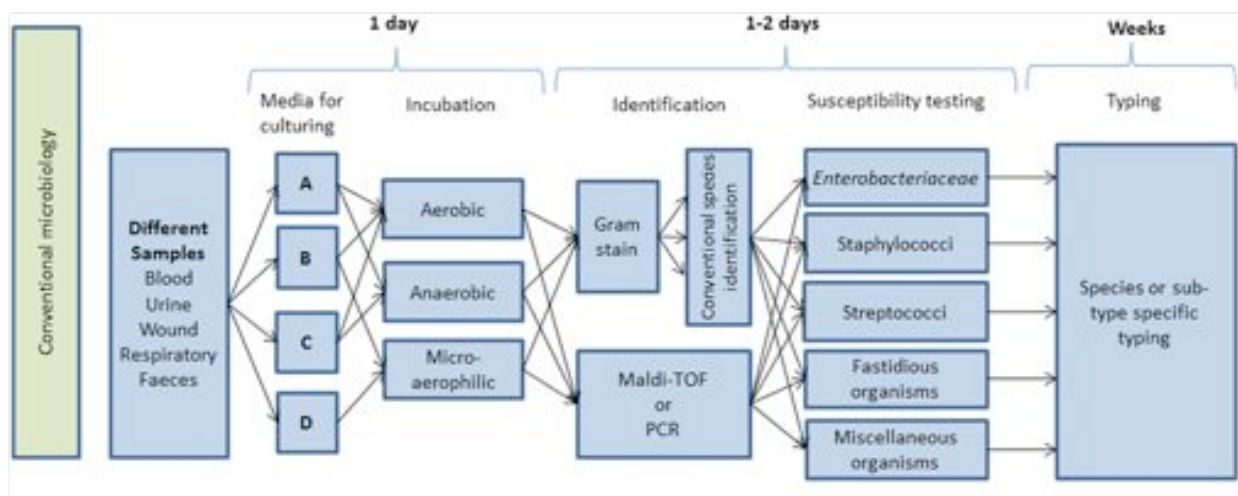 1 day
1-2 days
Weeks
Media for
culturing
Incubation
Identification
Susceptibility testing
Typing
Conventional microbiology
Different
Samples
Blood
Urine
Wound
Respiratory
Faeces
A
B
C
D
Aerobic
Anaerobic
Micro-
aerophilic
Gram
stain
Conventional species
identification
Maldi-TOF
or
PCR
Enterobacteriaceae
Staphylococci
Streptococci
Fastidious
organisms
Miscellaneous
organisms
Species or sub-
type specific
typing